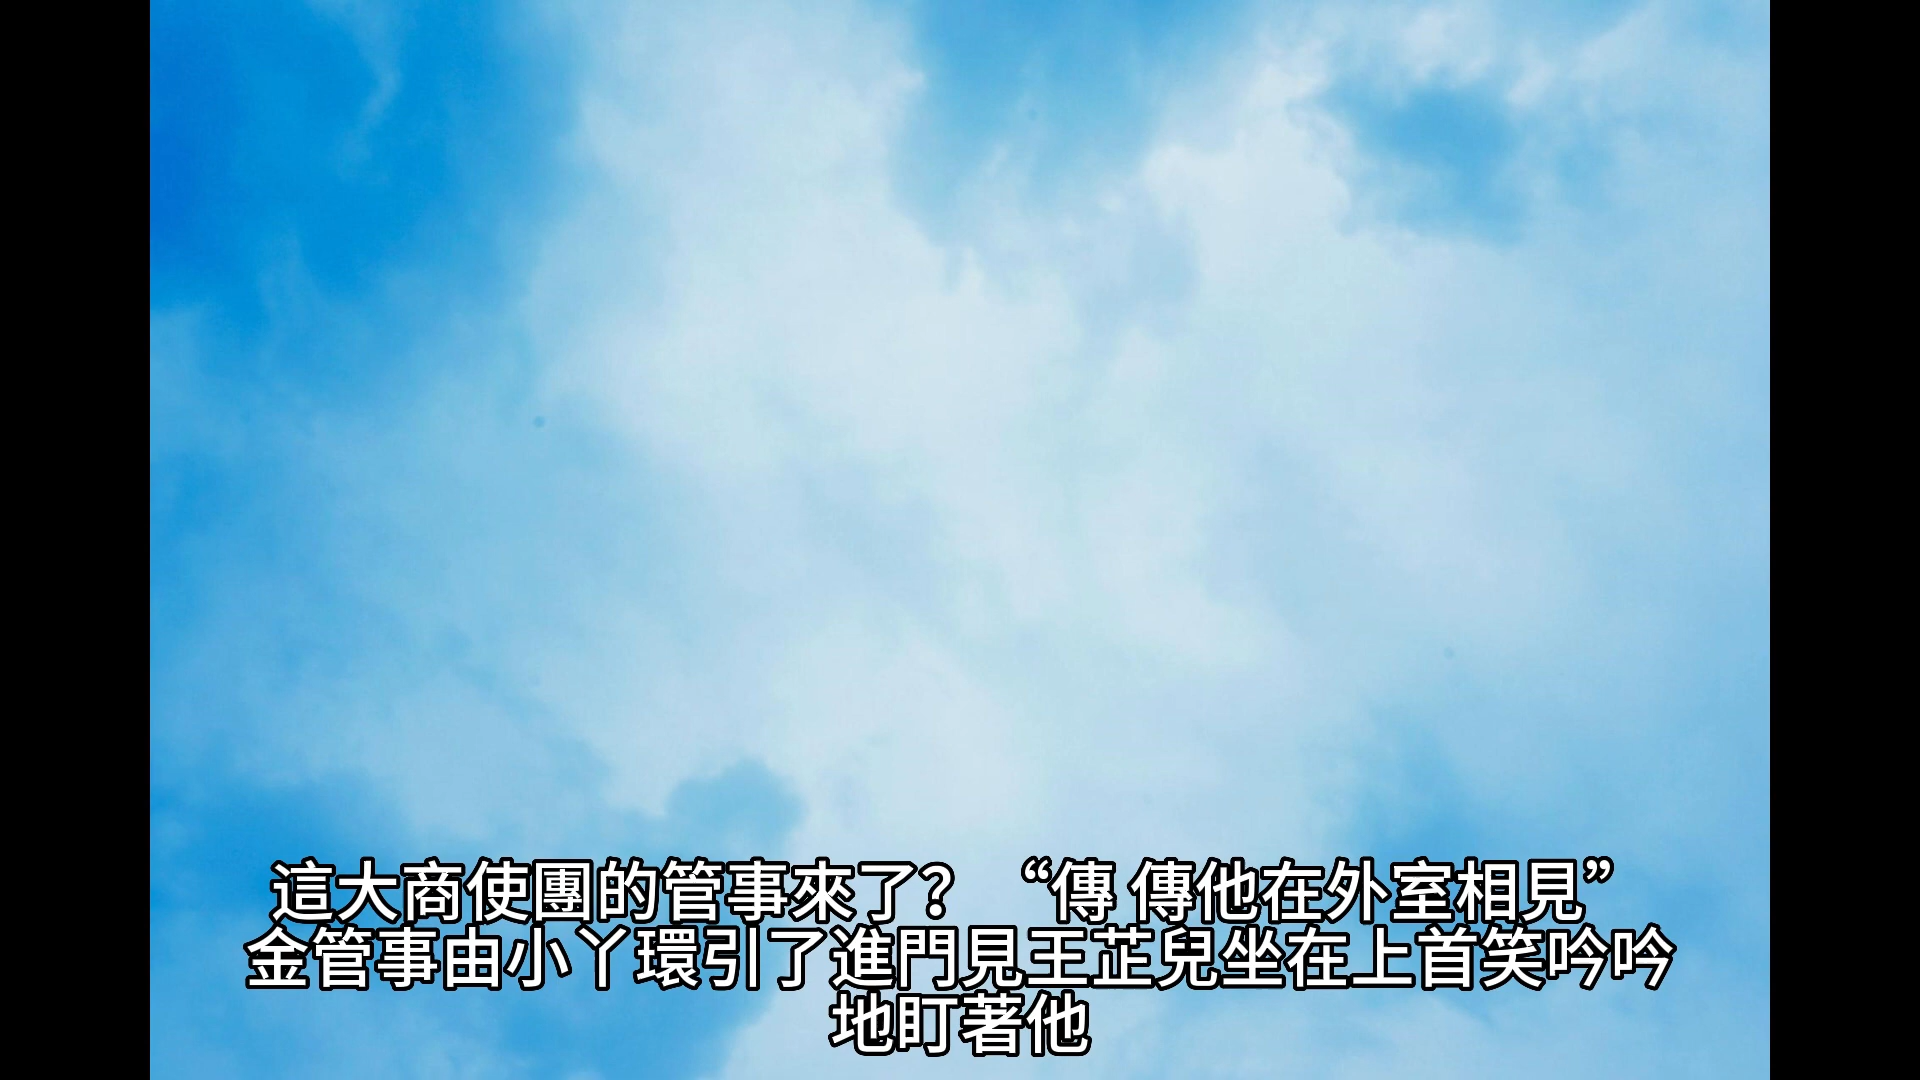 這大商使團的管事來了？“傳 傳他在外室相見”
金管事由小丫環引了進門見王芷兒坐在上首笑吟吟
地盯著他